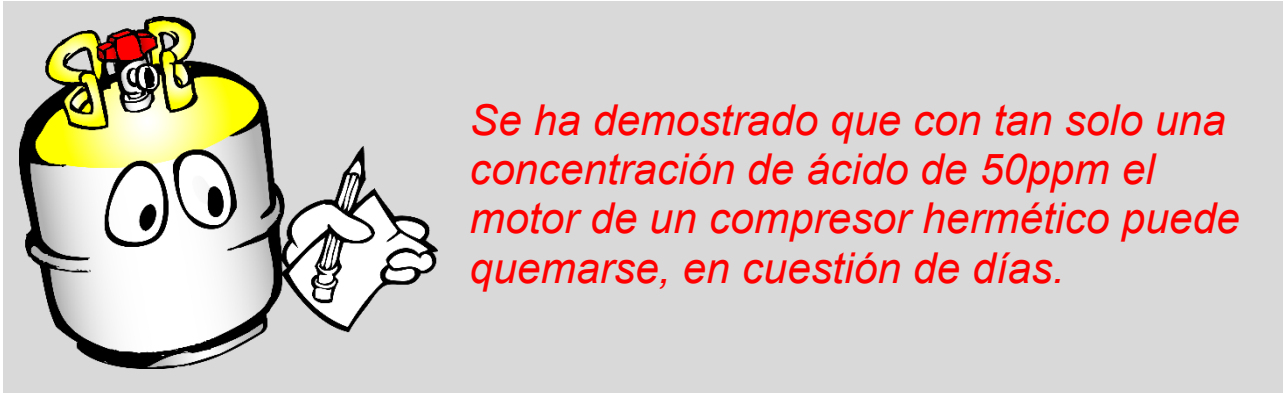 Se ha demostrado que con tan solo una
concentración de ácido de 50ppm el
motor de un compresor hermético puede
quemarse, en cuestión de días.